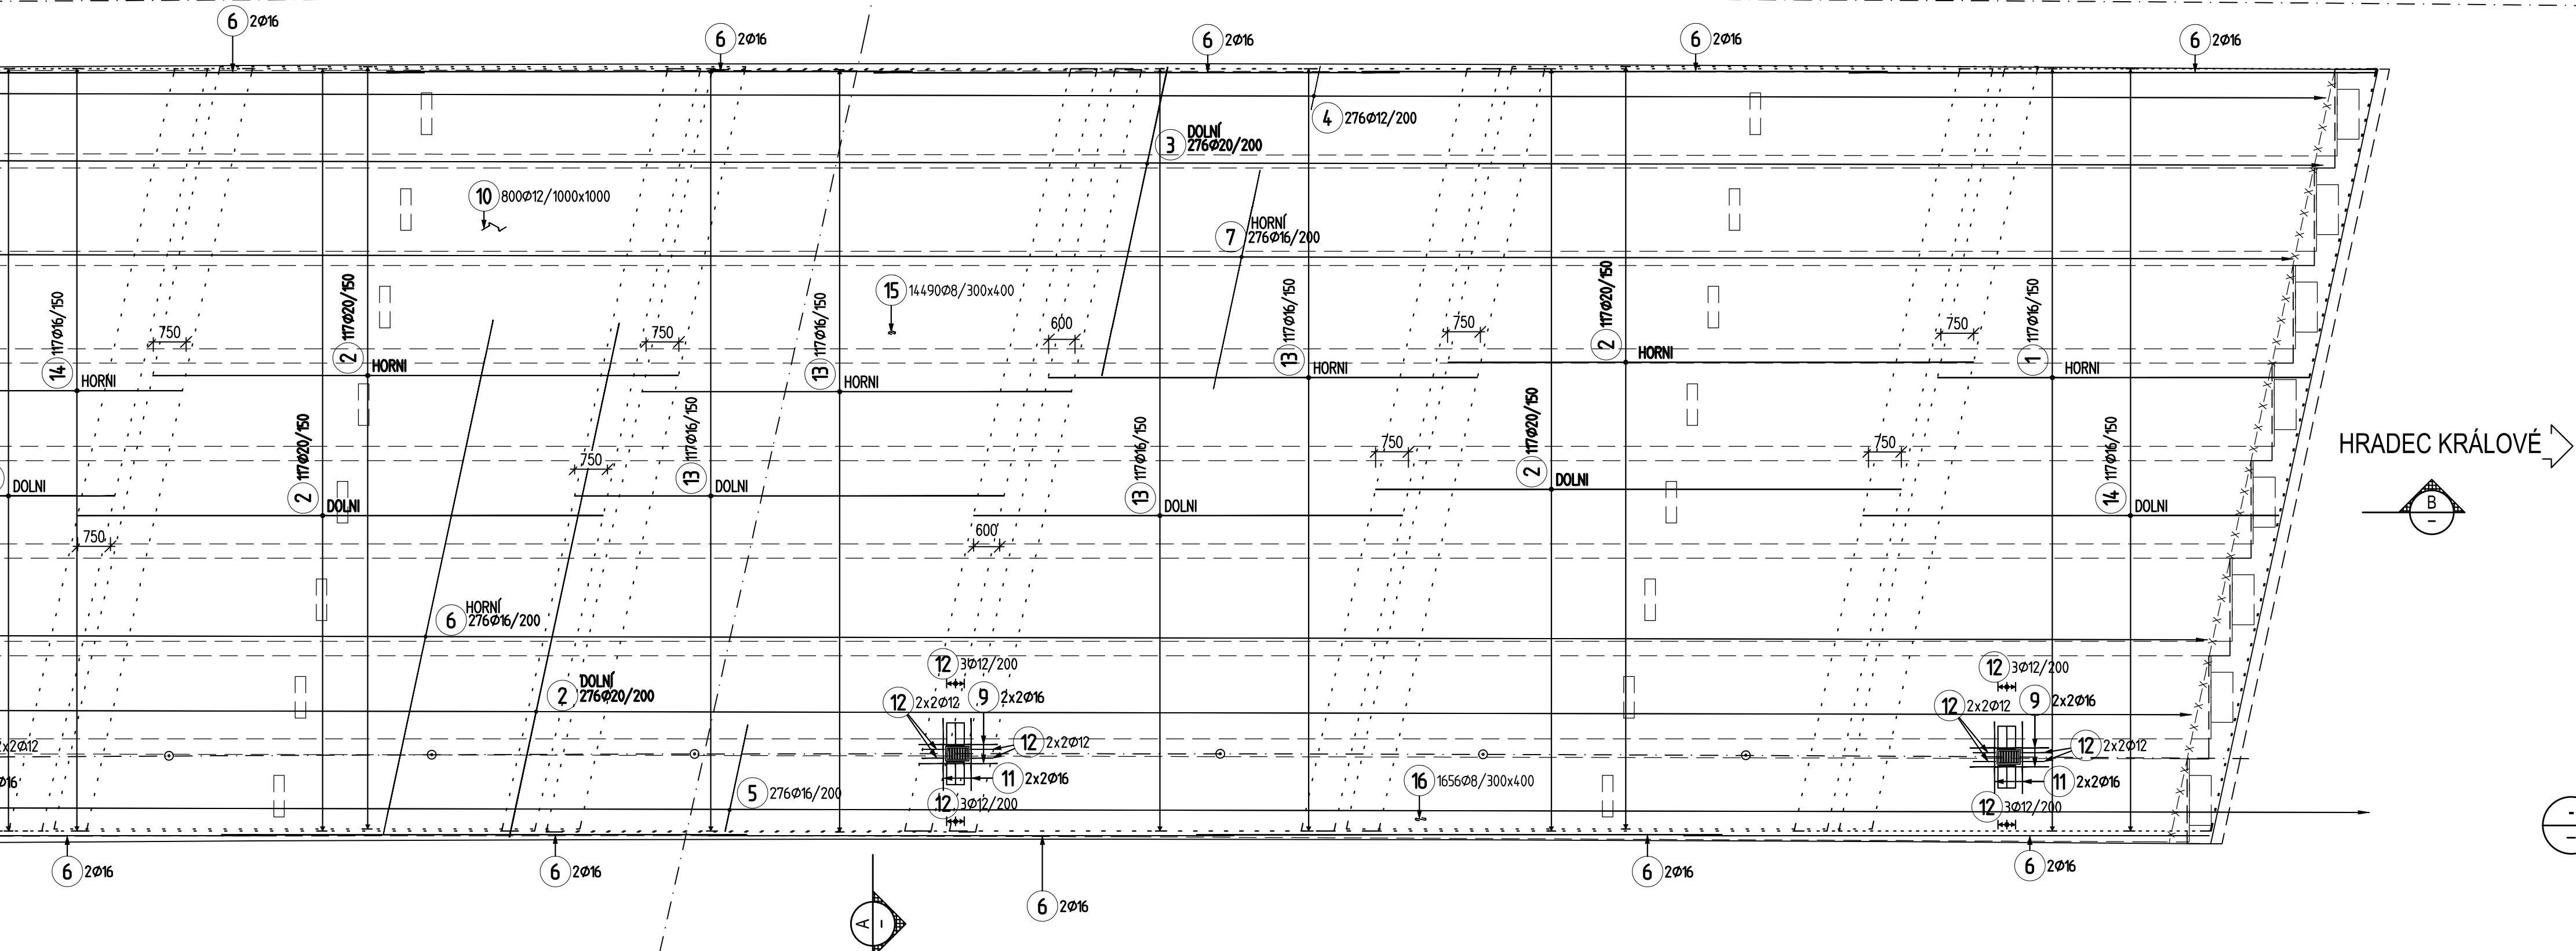 6 2Ø16
6 2Ø16
6 2Ø16
6 2Ø16
6 2Ø16
4 276Ø12/200
3 DOLNÍ
276Ø20/200
10 800Ø12/1000x1000
7 HORNÍ
276Ø16/200
15 14490Ø8/300x400
14 117Ø16/150
HORNI
750
2 117Ø20/150
HORNI
750
13 117Ø16/150
HORNI
600
13 117Ø16/150
HORNI
750
2 117Ø20/150
HORNI
750
1 117Ø16/150
HORNI
DOLNI
2 117Ø20/150
DOLNI
750
750
13 117Ø16/150
DOLNI
13 117Ø16/150
DOLNI
600
750
2 117Ø20/150
DOLNI
750
14 117Ø16/150
DOLNI
HRADEC KRÁLOVÉ
B
–
6 HORNÍ
276Ø16/200
2 DOLNÍ
276Ø20/200
12 3Ø12/200
12 2x2Ø12
9 2x2Ø16
12 2x2Ø12
11 2x2Ø16
12 3Ø12/200
12 3Ø12/200
12 2x2Ø12
9 2x2Ø16
12 2x2Ø12
11 2x2Ø16
12 3Ø12/200
2x2Ø12
Ø16
5 276Ø16/200
16 1656Ø8/300x400
6 2Ø16
6 2Ø16
6 2Ø16
6 2Ø16
6 2Ø16
A
–